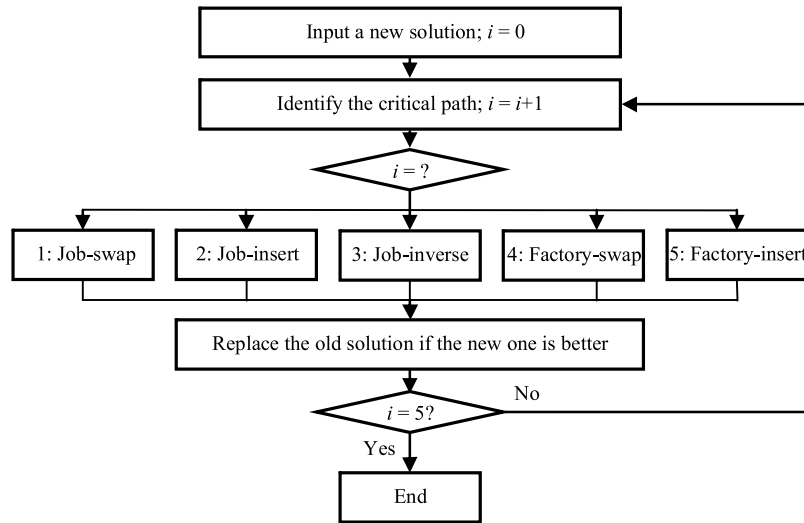 Input a new solution; i = 0
Identify the critical path; i = i+1
i = ?
1: Job-swap
2: Job-insert
3: Job-inverse
4: Factory-swap
5: Factory-insert
Replace the old solution if the new one is better
i = 5?
No
Yes
End